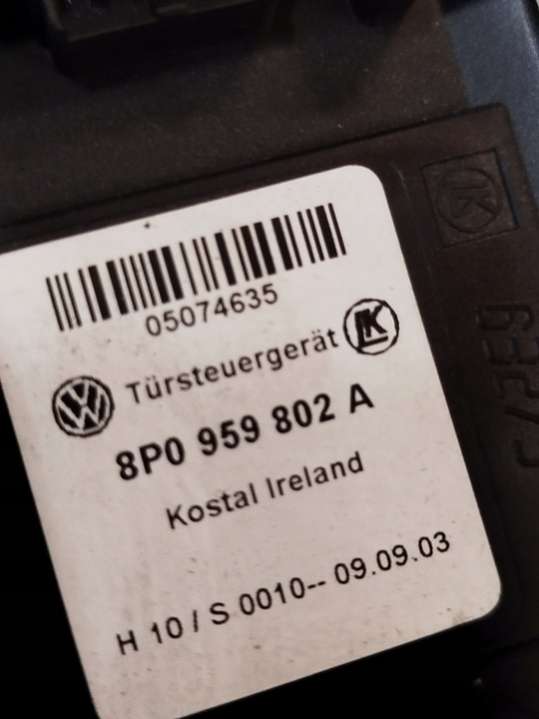 05074635
Türsteuergerät
8P0 959 802 A
Kostal Ireland
H 10 / S 0010-- 09.09.03